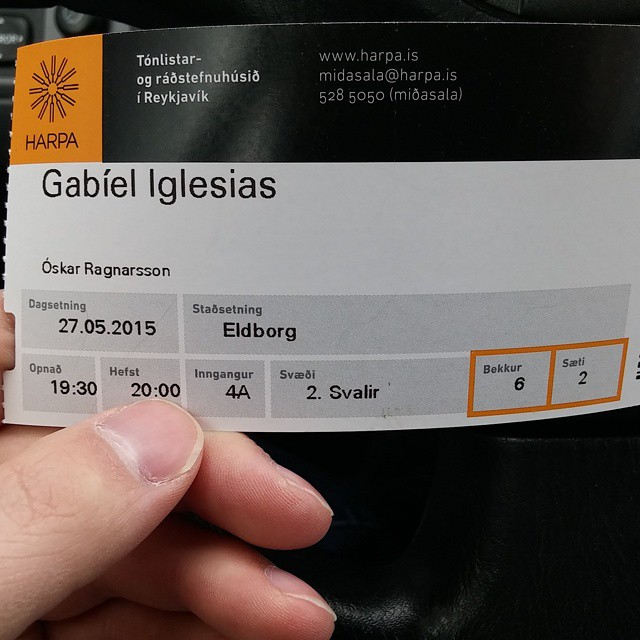 HARPA
Tónlistar-
og ráðstefnuhúsið
í Reykjavík
www.harpa.is
midasala@harpa.is
528 5050 (miðasala)
Gabíel Iglesias
Óskar Ragnarsson
Dagsetning
27.05.2015
Staðsetning
Eldborg
Opnað
19:30
Hefst
20:00
Inngangur
4A
Svæði
2. Svalir
Bekkur
6
Sæti
2